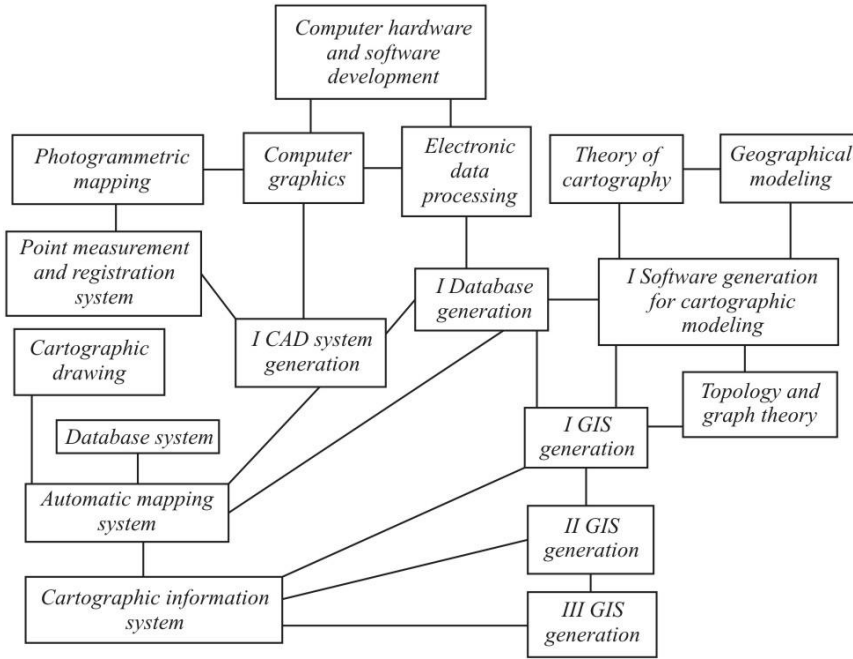 Computer hardware
and software
development
Photogrammetric
mapping
Computer
graphics
Electronic
data
processing
Theory of
cartography
Geographical
modeling
Point measurement
and registration
system
I Database
generation
I Software generation
for cartographic
modeling
I CAD system
generation
Cartographic
drawing
Topology and
graph theory
Database system
I GIS
generation
Automatic mapping
system
II GIS
generation
Cartographic information
system
III GIS
generation